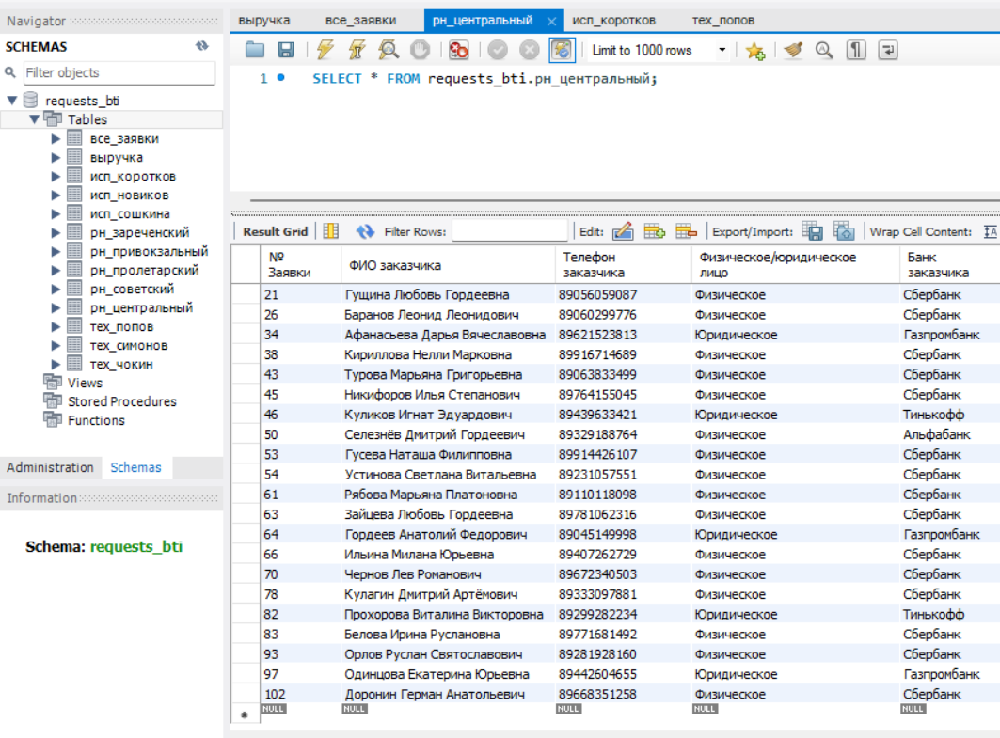 Navigator
SCHEMAS
Filter objects
requests_bti
Tables
все_заявки
выручка
исп_коротков
исп_новиков
исп_сошкина
рн_зареченский
рн_привокзальный
рн_пролетарский
рн_советский
рн_центральный
тех_попов
тех_симонов
тех_чокин
Views
Stored Procedures
Functions
Administration Schemas
Information
Schema: requests_bti
выручка все_заявки рн_центральный исп_коротков тех_попов
Limit to 1000 rows
1 SELECT * FROM requests_bti.рн_центральный;
Result Grid Filter Rows: Edit: Export/Import: Wrap Cell Content:
№ Заявки ФИО заказчика Телефон заказчика Физическое/юридическое лицо Банк заказчика
21 Гущина Любовь Гордеевна 89056059087 Физическое Сбербанк
26 Баранов Леонид Леонидович 89060299776 Физическое Сбербанк
34 Афанасьева Дарья Вячеславовна 89621523813 Юридическое Газпромбанк
38 Кириллова Нелли Марковна 89916714689 Физическое Сбербанк
43 Турова Марьяна Григорьевна 89063833499 Физическое Сбербанк
45 Никифоров Илья Степанович 89764155045 Физическое Сбербанк
46 Куликов Игнат Эдуардович 89439633421 Юридическое Тинькофф
50 Селезнёв Дмитрий Гордеевич 89329188764 Физическое Альфабанк
53 Гусева Наташа Филипповна 89914426107 Физическое Сбербанк
54 Устинова Светлана Витальевна 89231057551 Физическое Сбербанк
61 Рябова Марьяна Платоновна 89110118098 Физическое Сбербанк
63 Зайцева Любовь Гордеевна 89781062316 Физическое Сбербанк
64 Гордеев Анатолий Федорович 89045149998 Юридическое Газпромбанк
66 Ильина Милана Юрьевна 89407262729 Физическое Сбербанк
70 Чернов Лев Романович 89672340503 Физическое Сбербанк
78 Кулагин Дмитрий Артёмович 89333097881 Физическое Сбербанк
82 Прохорова Виталина Викторовна 89299282234 Юридическое Тинькофф
83 Белова Ирина Руслановна 89771681492 Физическое Сбербанк
93 Орлов Руслан Святославович 89281928160 Физическое Сбербанк
97 Одинцова Екатерина Юрьевна 89442604655 Юридическое Газпромбанк
102 Доронин Герман Анатольевич 89668351258 Физическое Сбербанк
NULL NULL NULL NULL NULL